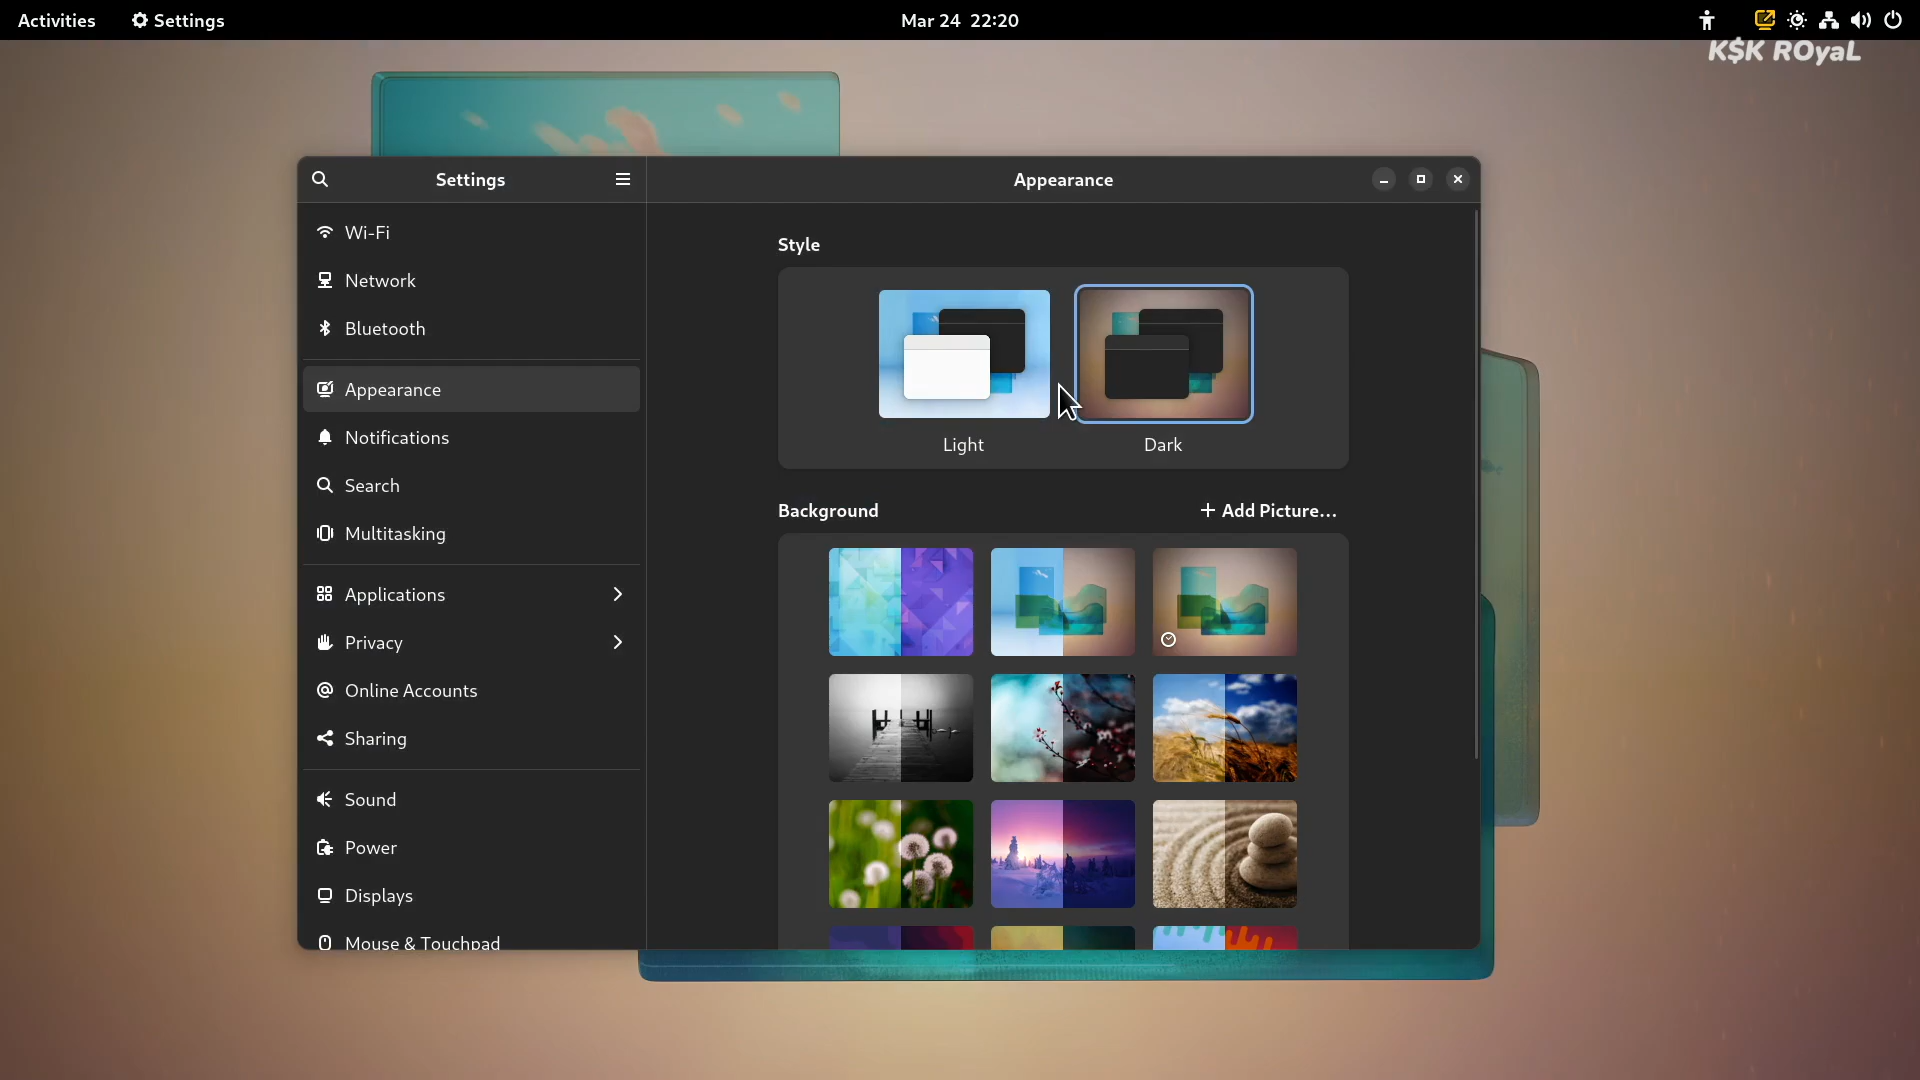 Activities
Settings
Mar 24 22:20
K$K ROyaL
Settings
Appearance
Wi-Fi
Network
Bluetooth
Appearance
Notifications
Search
Multitasking
Applications
Privacy
Online Accounts
Sharing
Sound
Power
Displays
Mouse & Touchpad
Style
Light
Dark
Background
+ Add Picture…